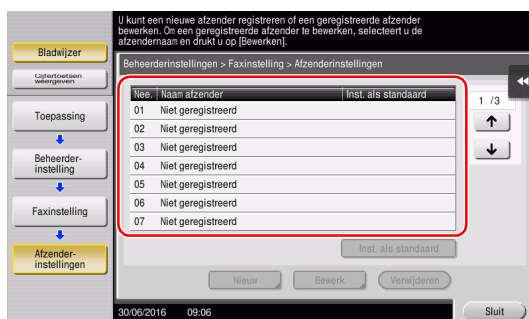 U kunt een nieuwe afzender registreren of een geregistreerde afzender
bewerken. Om een geregistreerde afzender te bewerken, selecteert u de
afzendernaam en drukt u op [Bewerken].
Bladwijzer
Cijfertoetsen
weergeven
Toepassing
Beheerder-
instelling
Faxinstelling
Afzender-
instellingen
Beheerderinstellingen > Faxinstelling > Afzenderinstellingen
Nee. Naam afzender Inst. als standaard
01 Niet geregistreerd
02 Niet geregistreerd
03 Niet geregistreerd
04 Niet geregistreerd
05 Niet geregistreerd
06 Niet geregistreerd
07 Niet geregistreerd
1 /3
Inst. als standaard
Nieuw Bewerk Verwijderen
30/06/2016 09:06
Sluit